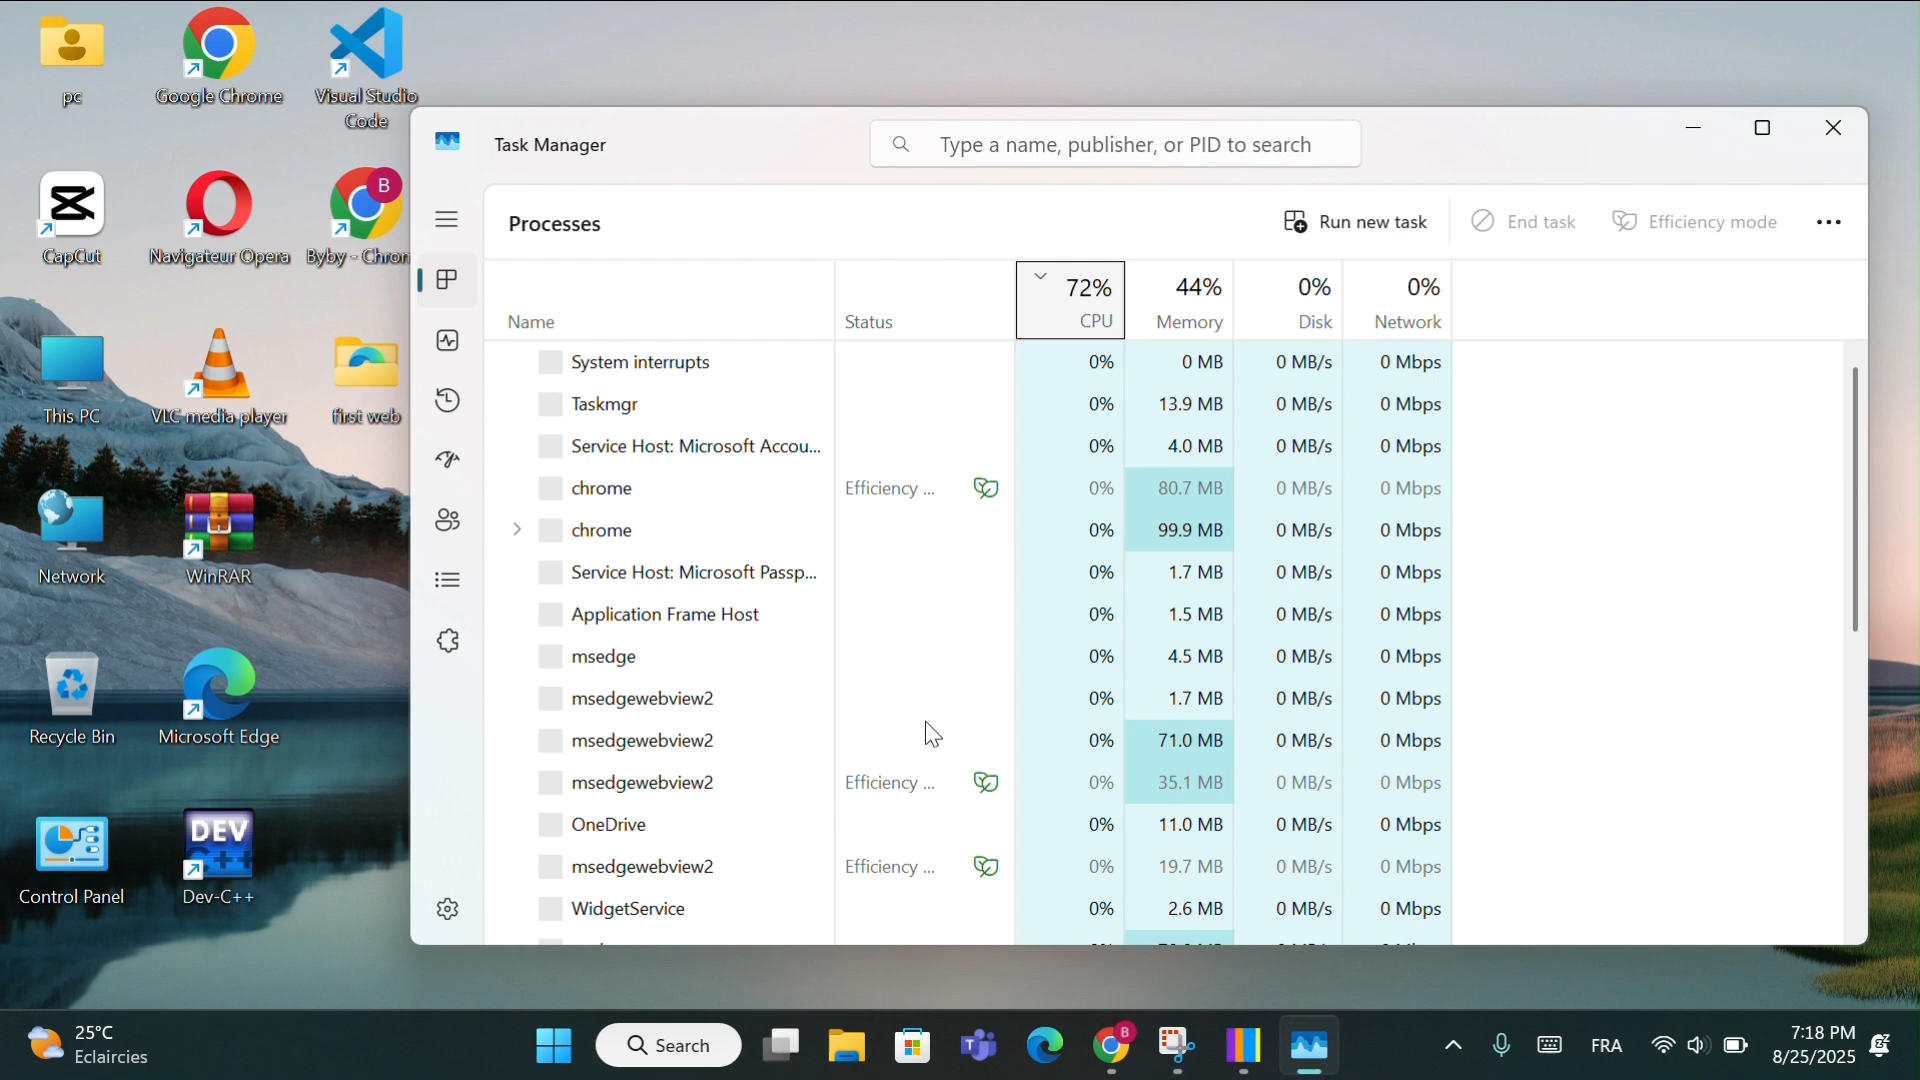 pc
Google Chrome
Visual Studio
Code
CapCut
Navigateur Opera
B
Byby - Chrom
This PC
VLC media player
first web
Network
WinRAR
Recycle Bin
Microsoft Edge
Control Panel
DEV
C++
Dev-C++
Task Manager
Type a name, publisher, or PID to search
Processes
Run new task
End task
Efficiency mode
72% 44% 0% 0%
Name Status CPU Memory Disk Network
System interrupts 0% 0 MB 0 MB/s 0 Mbps
Taskmgr 0% 13.9 MB 0 MB/s 0 Mbps
Service Host: Microsoft Accou... 0% 4.0 MB 0 MB/s 0 Mbps
chrome Efficiency ... 0% 80.7 MB 0 MB/s 0 Mbps
chrome 0% 99.9 MB 0 MB/s 0 Mbps
Service Host: Microsoft Passp... 0% 1.7 MB 0 MB/s 0 Mbps
Application Frame Host 0% 1.5 MB 0 MB/s 0 Mbps
msedge 0% 4.5 MB 0 MB/s 0 Mbps
msedgewebview2 0% 1.7 MB 0 MB/s 0 Mbps
msedgewebview2 0% 71.0 MB 0 MB/s 0 Mbps
msedgewebview2 Efficiency ... 0% 35.1 MB 0 MB/s 0 Mbps
OneDrive 0% 11.0 MB 0 MB/s 0 Mbps
msedgewebview2 Efficiency ... 0% 19.7 MB 0 MB/s 0 Mbps
WidgetService 0% 2.6 MB 0 MB/s 0 Mbps
25°C
Eclaircies
Search
T
B
FRA
7:18 PM
8/25/2025